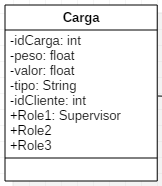 Carga
-idCarga: int
-peso: float
-valor: float
-tipo: String
-idCliente: int
+Role1: Supervisor
+Role2
+Role3